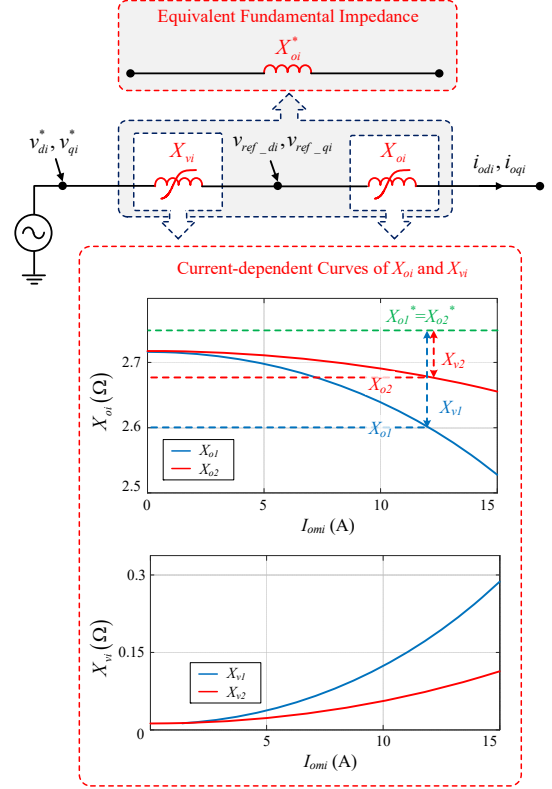 Equivalent Fundamental Impedance
X*oi
v*di, v*qi
Xvi
vref_di, vref_qi
Xoi
iodi, ioqi
Current-dependent Curves of Xoi and Xvi
Xo1*=Xo2*
2.7
Xv2
Xo2
Xoi (Ω)
Xv1
2.6
Xo1
Xo1
Xo2
2.5
0
5
10
15
Iomi (A)
0.3
Xvi (Ω)
0.15
Xv1
Xv2
0
5
10
15
Iomi (A)